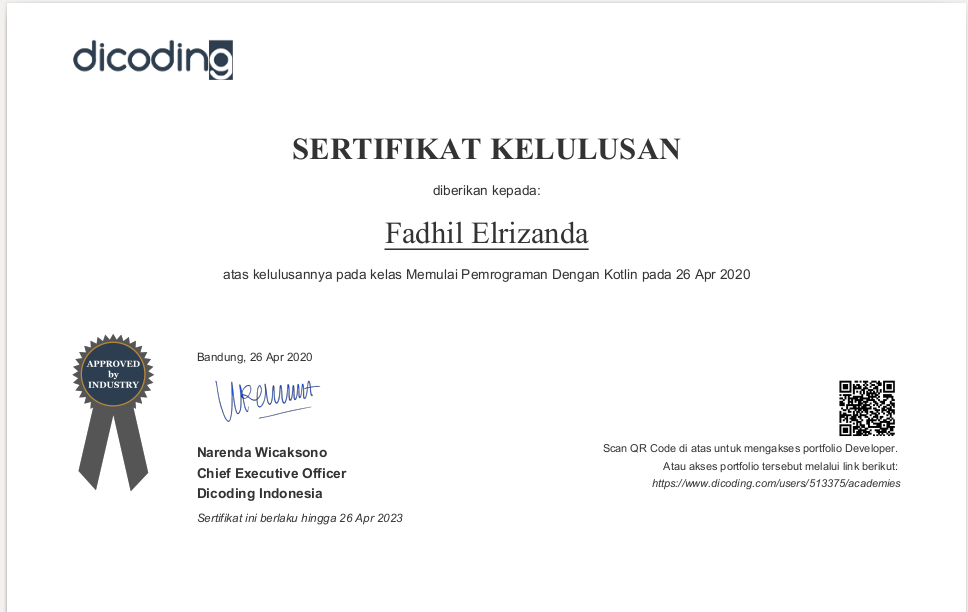 dicoding
SERTIFIKAT KELULUSAN
diberikan kepada:
Fadhil Elrizanda
atas kelulusannya pada kelas Memulai Pemrograman Dengan Kotlin pada 26 Apr 2020
APPROVED
by
INDUSTRY
Bandung, 26 Apr 2020
Narenda Wicaksono
Chief Executive Officer
Dicoding Indonesia
Sertifikat ini berlaku hingga 26 Apr 2023
Scan QR Code di atas untuk mengakses portfolio Developer.
Atau akses portfolio tersebut melalui link berikut:
https://www.dicoding.com/users/513375/academies